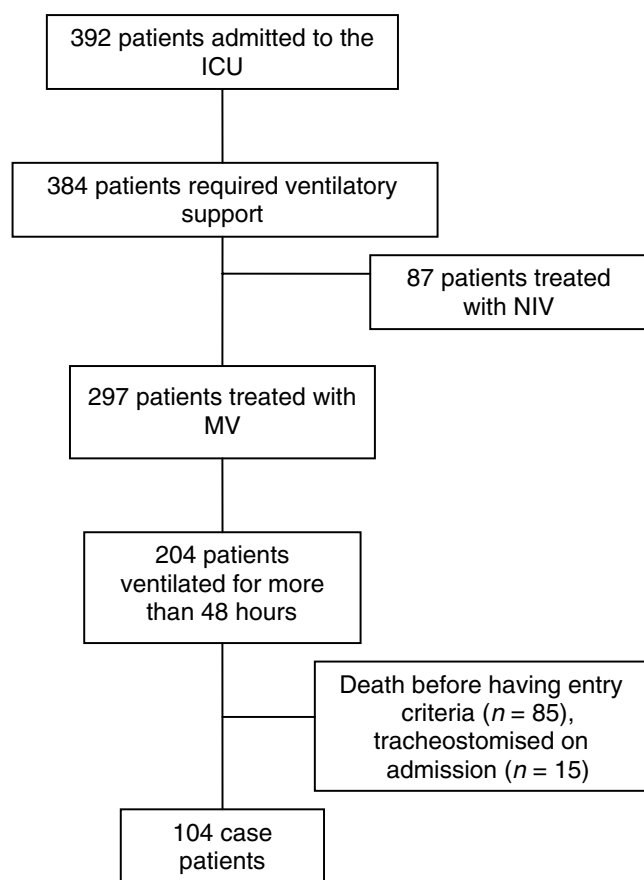 392 patients admitted to the
ICU
384 patients required ventilatory
support
87 patients treated
with NIV
297 patients treated with
MV
204 patients
ventilated for more
than 48 hours
Death before having entry
criteria (n = 85),
tracheostomised on
admission (n = 15)
104 case
patients